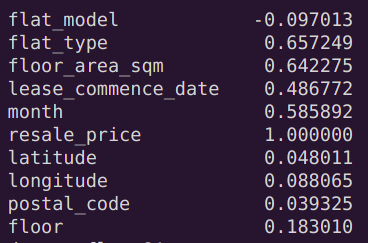 flat_model -0.097013
flat_type 0.657249
floor_area_sqm 0.642275
lease_commence_date 0.486772
month 0.585892
resale_price 1.000000
latitude 0.048011
longitude 0.088065
postal_code 0.039325
floor 0.183010